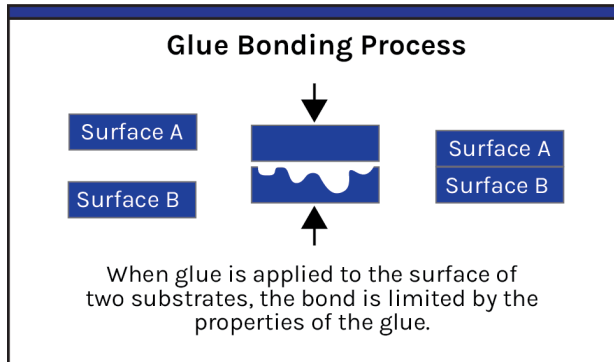 Glue Bonding Process
Surface A
Surface B
Surface A
Surface B
When glue is applied to the surface of
two substrates, the bond is limited by the
properties of the glue.